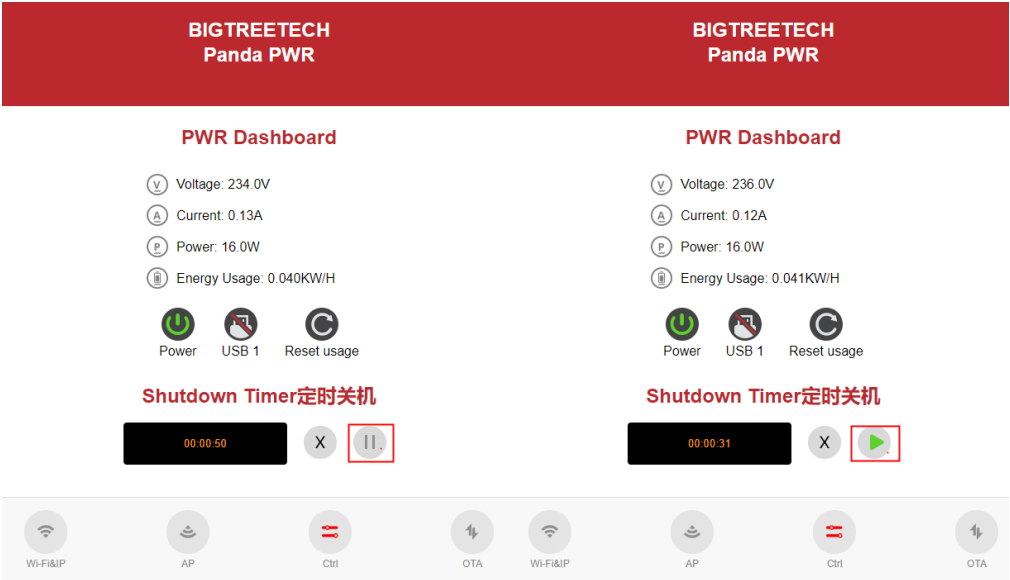 BIGTREETECH
Panda PWR
PWR Dashboard
V
Voltage: 234.0V
A
Current: 0.13A
P
Power: 16.0W
Energy Usage: 0.040KW/H
Power
USB 1
Reset usage
Shutdown Timer定时关机
00:00:50
X
Wi-Fi&IP
AP
Ctrl
OTA
BIGTREETECH
Panda PWR
PWR Dashboard
V
Voltage: 236.0V
A
Current: 0.12A
P
Power: 16.0W
Energy Usage: 0.041KW/H
Power
USB 1
Reset usage
Shutdown Timer定时关机
00:00:31
X
Wi-Fi&IP
AP
Ctrl
OTA